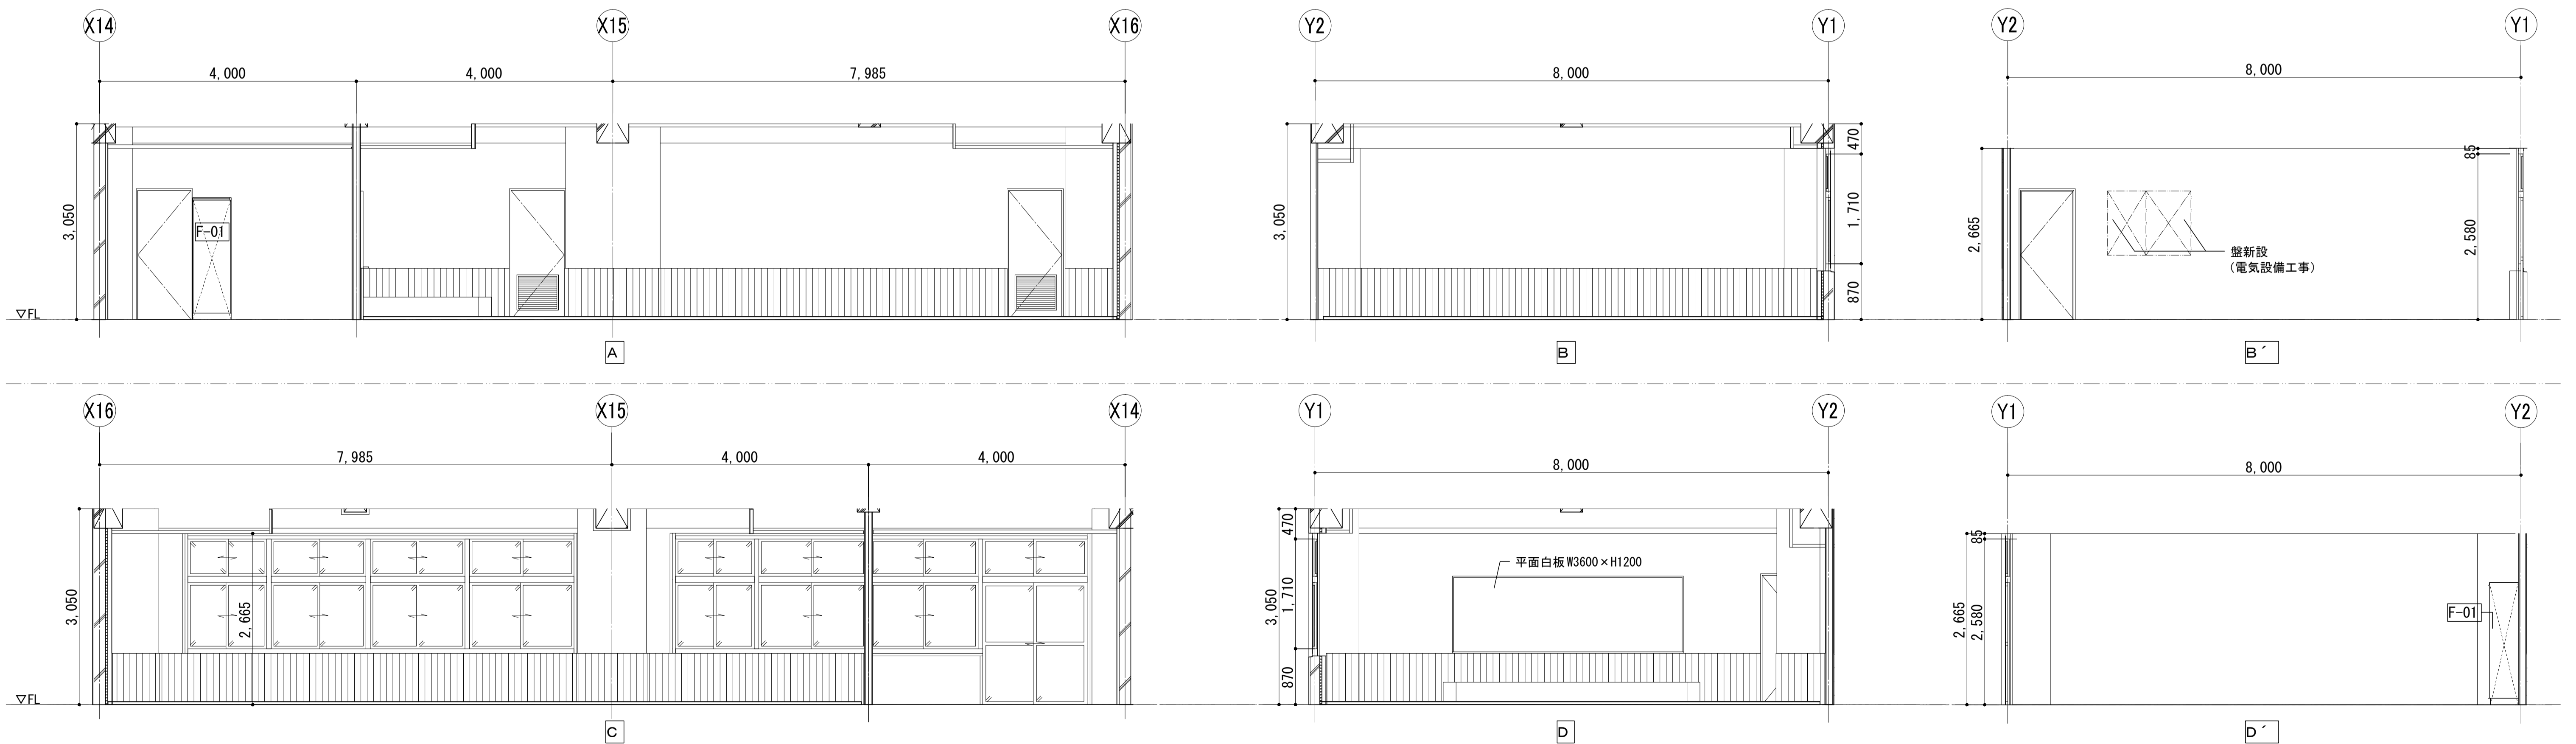 X14
X15
X16
4,000
4,000
7,985
3,050
F-01
▽FL
A
Y2
Y1
8,000
3,050
470
1,710
870
B
Y2
Y1
8,000
2,665
85
2,580
盤新設
(電気設備工事)
B´
X16
X15
X14
7,985
4,000
4,000
3,050
2,665
▽FL
C
Y1
Y2
8,000
3,050
470
1,710
870
平面白板W3600×H1200
D
Y1
Y2
8,000
2,665
85
2,580
F-01
D´